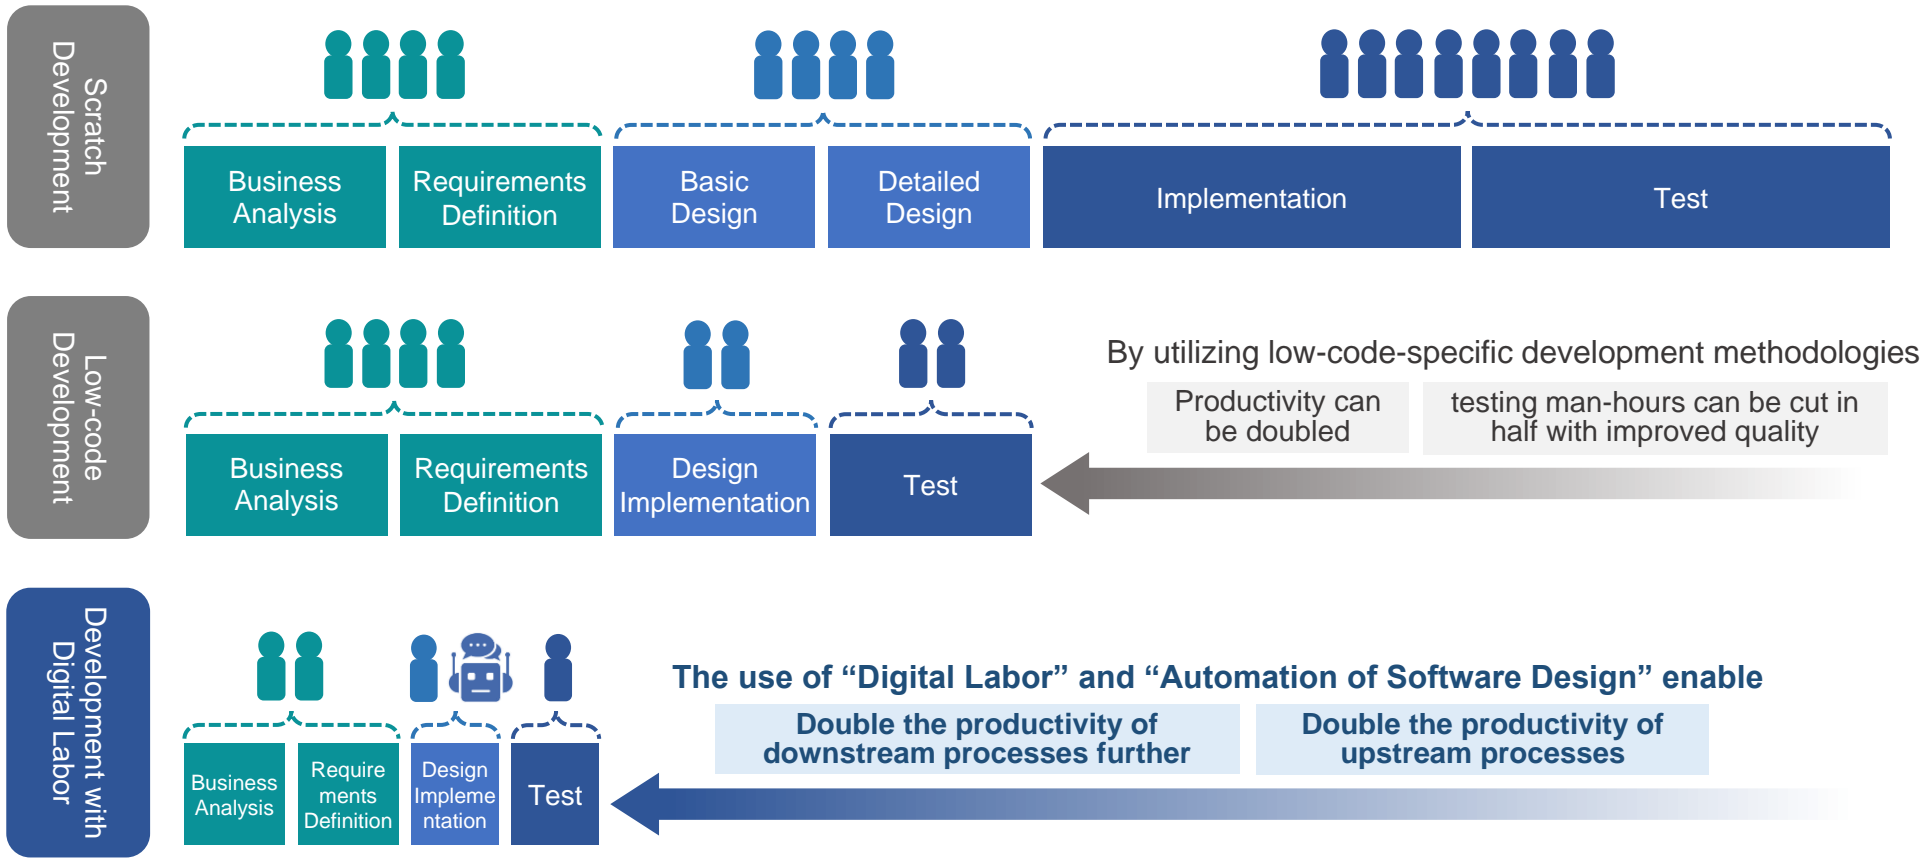 Scratch
Development
Business
Analysis
Requirements
Definition
Basic
Design
Detailed
Design
Implementation
Test
Low-code
Development
Business
Analysis
Requirements
Definition
Design
Implementation
Test
By utilizing low-code-specific development methodologies
Productivity can
be doubled
testing man-hours can be cut in
half with improved quality
Development with
Digital Labor
Business
Analysis
Require
ments
Definition
Design
Impleme
ntation
Test
The use of “Digital Labor” and “Automation of Software Design” enable
Double the productivity of
downstream processes further
Double the productivity of
upstream processes